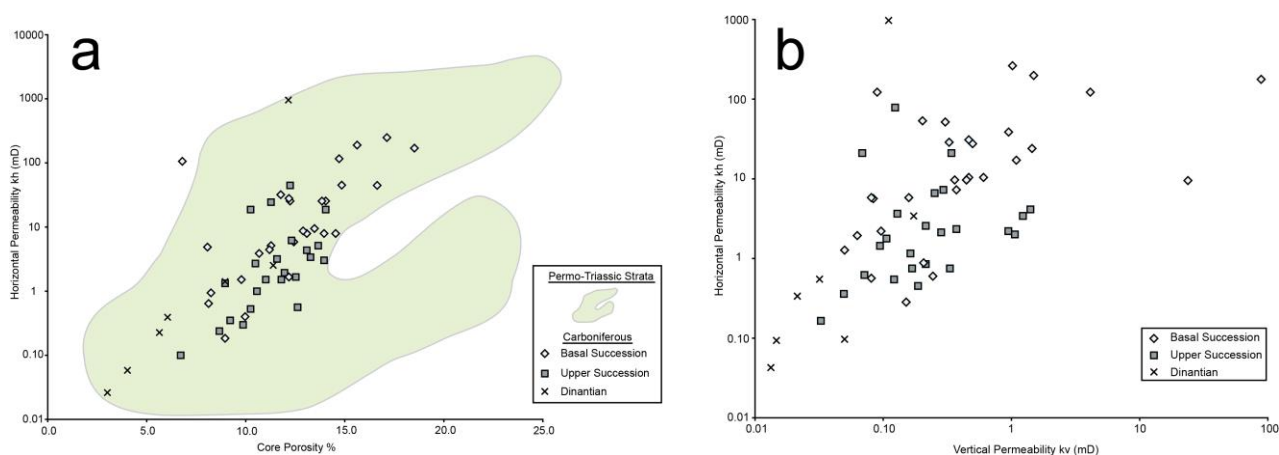 a
Horizontal Permeability kh (mD)
10000
1000
100
10
1
0.10
0.01
0.0
5.0
10.0
15.0
20.0
25.0
Core Porosity %
Permo-Triassic Strata
Carboniferous
Basal Succession
Upper Succession
Dinantian
b
Horizontal Permeability kh (mD)
1000
100
10
1
0.10
0.01
0.01
0.10
1
10
100
Vertical Permeability kv (mD)
Basal Succession
Upper Succession
Dinantian